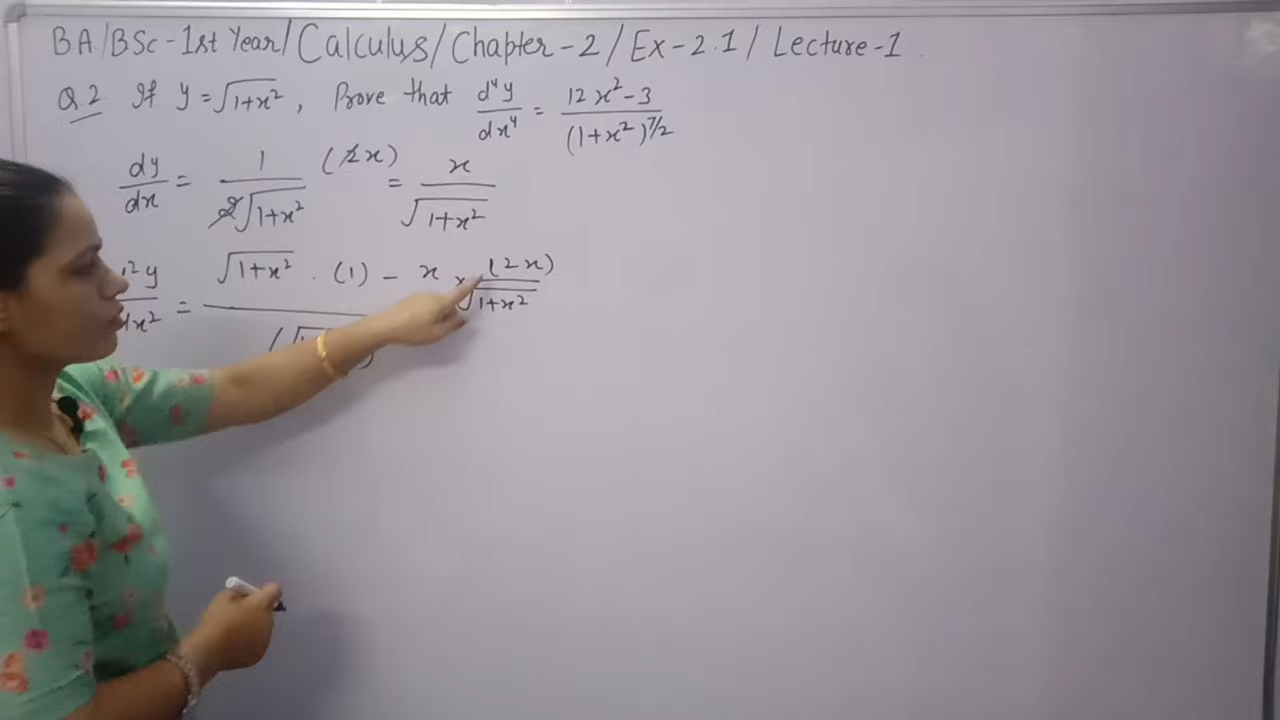 BA/BSc-1st Year/Calculus/Chapter-2/Ex-2.1/Lecture-1
Q.2 If y = √(1+x²), Prove that d⁴y/dx⁴ = (12x²-3)/(1+x²)^(7/2)
dy/dx = 1/(2√(1+x²)) (2x) = x/√(1+x²)
²y/dx² = √(1+x²) . (1) - x (2x) √(1+x²)